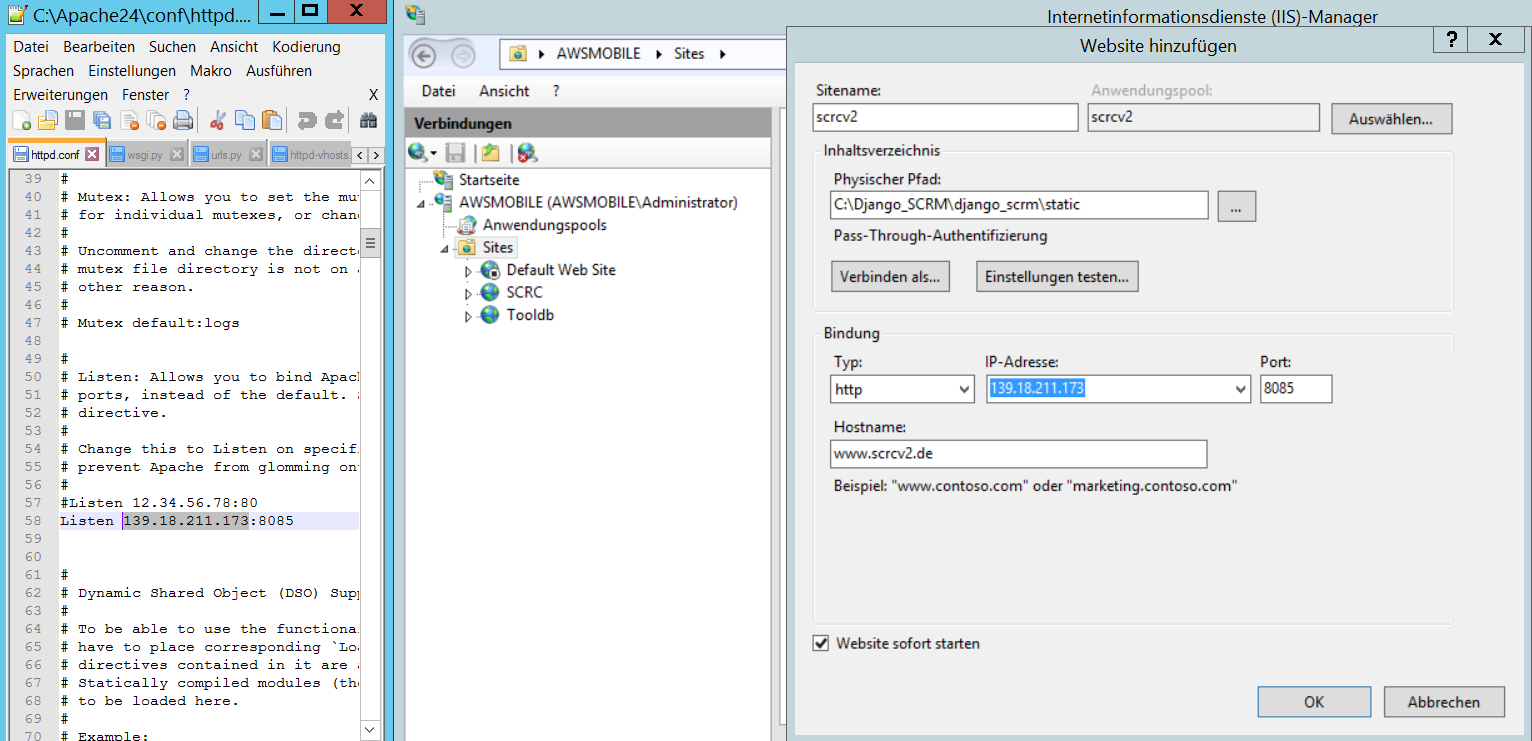 C:\Apache24\conf\httpd....
Datei Bearbeiten Suchen Ansicht Kodierung
Sprachen Einstellungen Makro Ausführen
Erweiterungen Fenster ? X
httpd.conf wsgi.py urls.py httpd-vhosts.
39 #
40 # Mutex: Allows you to set the mu
41 # for individual mutexes, or chan
42 #
43 # Uncomment and change the direct
44 # mutex file directory is not on
45 # other reason.
46 #
47 # Mutex default:logs
48
49 #
50 # Listen: Allows you to bind Apac
51 # ports, instead of the default.
52 # directive.
53 #
54 # Change this to Listen on specif
55 # prevent Apache from glomming on
56 #
57 #Listen 12.34.56.78:80
58 Listen 139.18.211.173:8085
59
60
61 #
62 # Dynamic Shared Object (DSO) Sup
63 #
64 # To be able to use the functiona
65 # have to place corresponding `Lo
66 # directives contained in it are
67 # Statically compiled modules (th
68 # to be loaded here.
69 #
70 # Example:
Internetinformationsdienste (IIS)-Manager
AWSMOBILE Sites
Datei Ansicht ?
Verbindungen
Startseite
AWSMOBILE (AWSMOBILE\Administrator)
Anwendungspools
Sites
Default Web Site
SCRC
Tooldb
Website hinzufügen
? X
Sitename: Anwendungspool:
scrcv2 scrcv2 Auswählen...
Inhaltsverzeichnis
Physischer Pfad:
C:\Django_SCRM\django_scrm\static ...
Pass-Through-Authentifizierung
Verbinden als... Einstellungen testen...
Bindung
Typ: IP-Adresse: Port:
http 139.18.211.173 8085
Hostname:
www.scrcv2.de
Beispiel: "www.contoso.com" oder "marketing.contoso.com"
Website sofort starten
OK Abbrechen